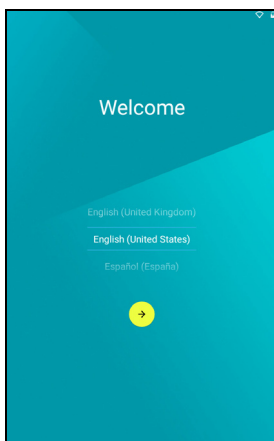 Welcome
English (United Kingdom)
English (United States)
Español (España)